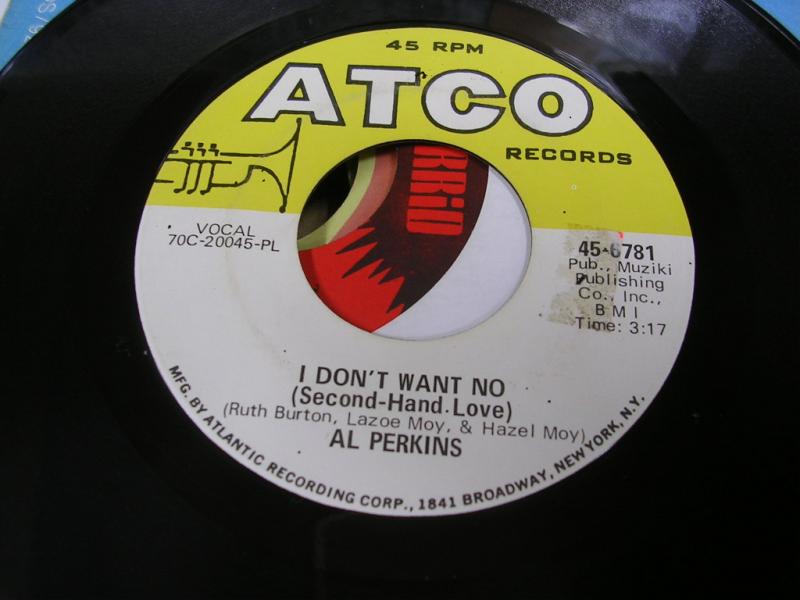 45 RPM
ATCO
RECORDS
VOCAL
70C-20045-PL
45-6781
Pub., Muziki
Publishing
Co., Inc.,
BMI
Time: 3:17
I DON'T WANT NO
(Second-Hand Love)
(Ruth Burton, Lazoe Moy, & Hazel Moy)
AL PERKINS
MFG. BY ATLANTIC RECORDING CORP., 1841 BROADWAY, NEW YORK, N.Y.